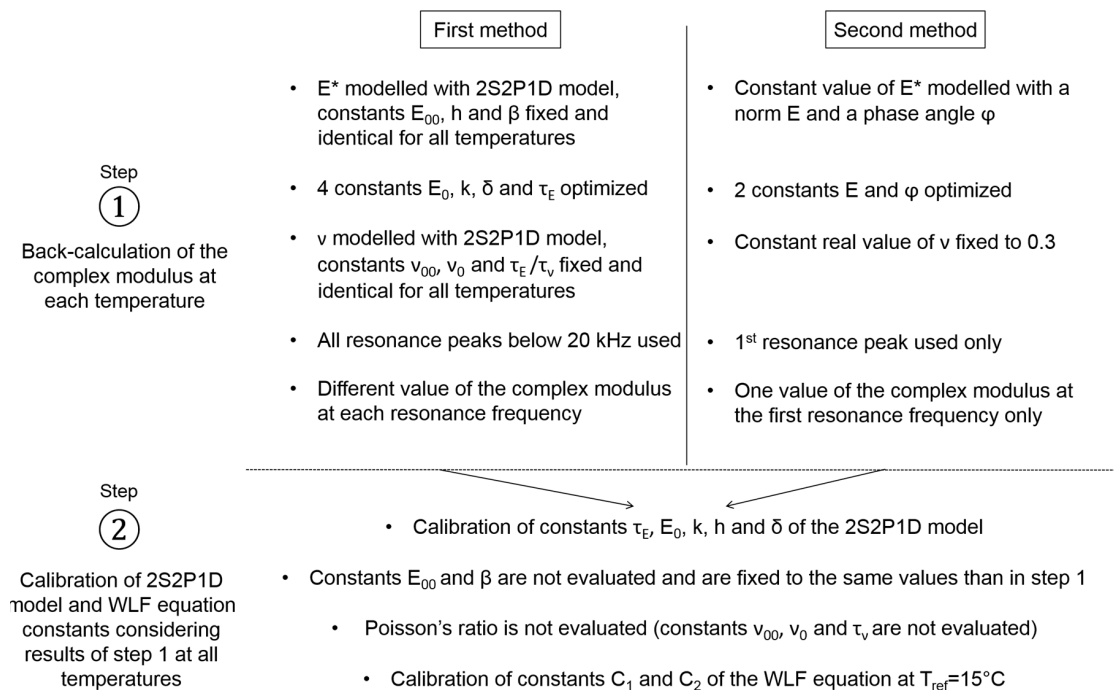 First method
Second method
Step
1
Back-calculation of the
complex modulus at
each temperature
• E* modelled with 2S2P1D model,
constants E₀₀, h and β fixed and
identical for all temperatures
• 4 constants E₀, k, δ and τ_E optimized
• ν modelled with 2S2P1D model,
constants ν₀₀, ν₀ and τ_E/τ_ν fixed and
identical for all temperatures
• All resonance peaks below 20 kHz used
• Different value of the complex modulus
at each resonance frequency
• Constant value of E* modelled with a
norm E and a phase angle φ
• 2 constants E and φ optimized
• Constant real value of ν fixed to 0.3
• 1st resonance peak used only
• One value of the complex modulus at
the first resonance frequency only
Step
2
Calibration of 2S2P1D
model and WLF equation
constants considering
results of step 1 at all
temperatures
• Calibration of constants τ_E, E₀, k, h and δ of the 2S2P1D model
• Constants E₀₀ and β are not evaluated and are fixed to the same values than in step 1
• Poisson's ratio is not evaluated (constants ν₀₀, ν₀ and τ_ν are not evaluated)
• Calibration of constants C₁ and C₂ of the WLF equation at T_ref=15°C